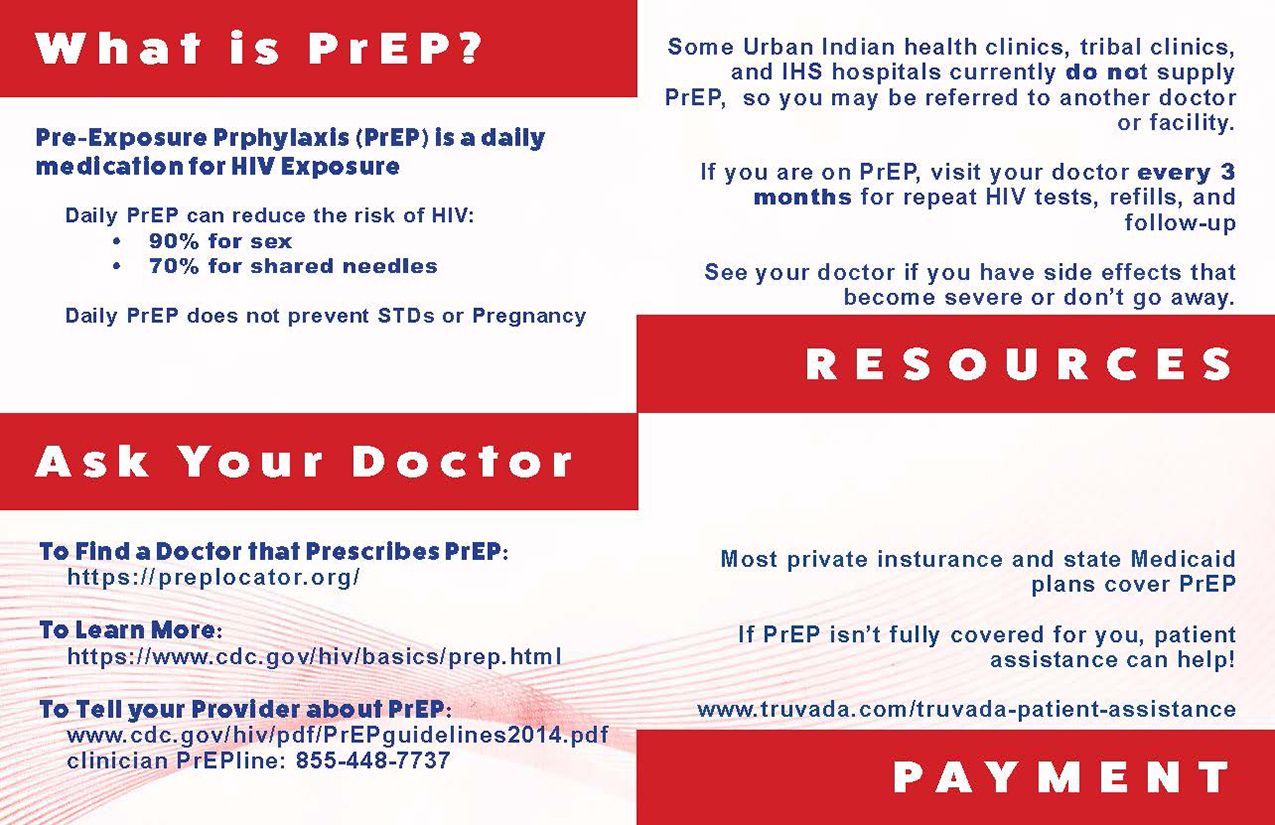 What is PrEP?
Pre-Exposure Prphylaxis (PrEP) is a daily
medication for HIV Exposure
Daily PrEP can reduce the risk of HIV:
• 90% for sex
• 70% for shared needles
Daily PrEP does not prevent STDs or Pregnancy
Ask Your Doctor
To Find a Doctor that Prescribes PrEP:
https://preplocator.org/
To Learn More:
https://www.cdc.gov/hiv/basics/prep.html
To Tell your Provider about PrEP:
www.cdc.gov/hiv/pdf/PrEPguidelines2014.pdf
clinician PrEPline: 855-448-7737
Some Urban Indian health clinics, tribal clinics,
and IHS hospitals currently do not supply
PrEP, so you may be referred to another doctor
or facility.
If you are on PrEP, visit your doctor every 3
months for repeat HIV tests, refills, and
follow-up
See your doctor if you have side effects that
become severe or don't go away.
RESOURCES
Most private insturance and state Medicaid
plans cover PrEP
If PrEP isn't fully covered for you, patient
assistance can help!
www.truvada.com/truvada-patient-assistance
PAYMENT